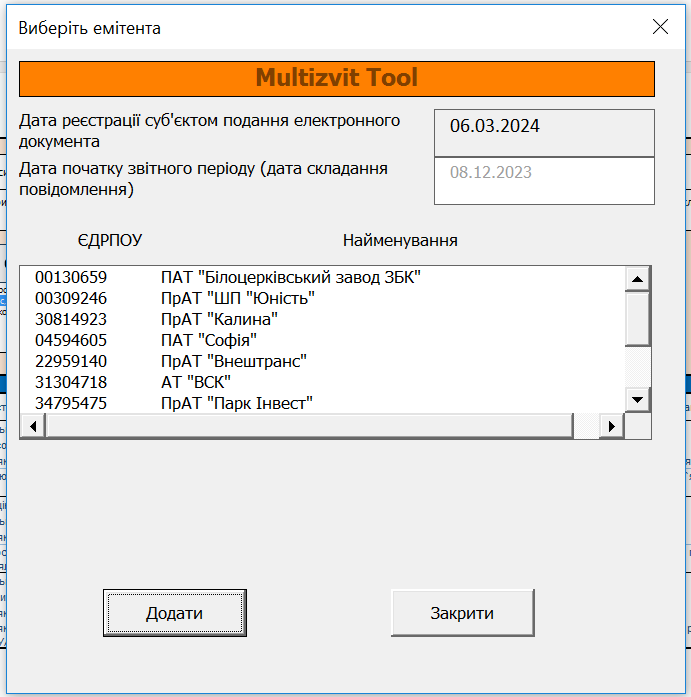 Виберіть емітента
Multizvit Tool
Дата реєстрації суб'єктом подання електронного
документа
06.03.2024
Дата початку звітного періоду (дата складання
повідомлення)
08.12.2023
ЄДРПОУ Найменування
00130659 ПАТ "Білоцерківський завод ЗБК"
00309246 ПрАТ "ШП "Юність"
30814923 ПрАТ "Калина"
04594605 ПАТ "Софія"
22959140 ПрАТ "Внештранс"
31304718 АТ "ВСК"
34795475 ПрАТ "Парк Інвест"
Додати Закрити